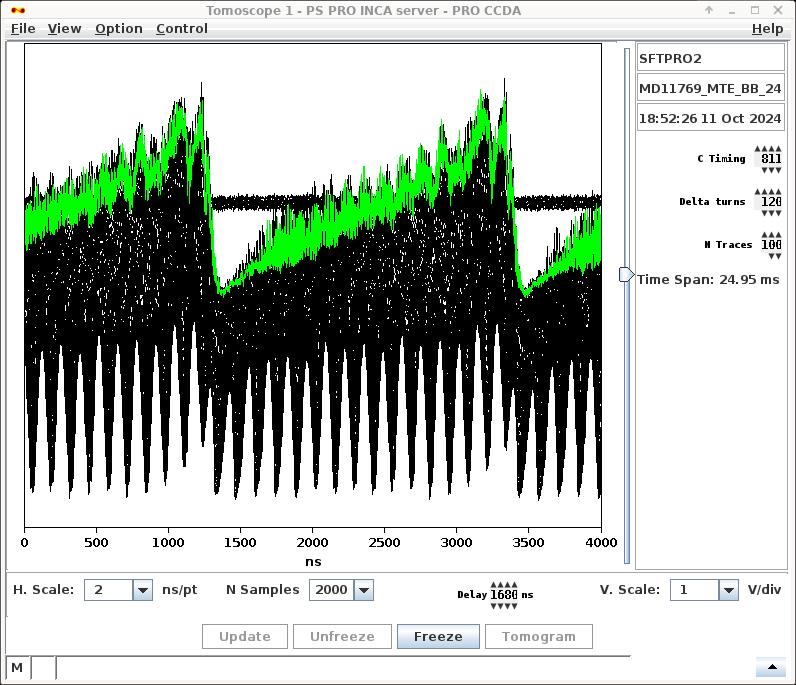 Tomoscope 1 - PS PRO INCA server - PRO CCDA
File View Option Control Help
SFTPRO2
MD11769_MTE_BB_24
18:52:26 11 Oct 2024
C Timing 811
Delta turns 120
N Traces 100
Time Span: 24.95 ms
0 500 1000 1500 2000 2500 3000 3500 4000
ns
H. Scale: 2 ns/pt N Samples 2000 Delay 1680 ns V. Scale: 1 V/div
Update Unfreeze Freeze Tomogram
M